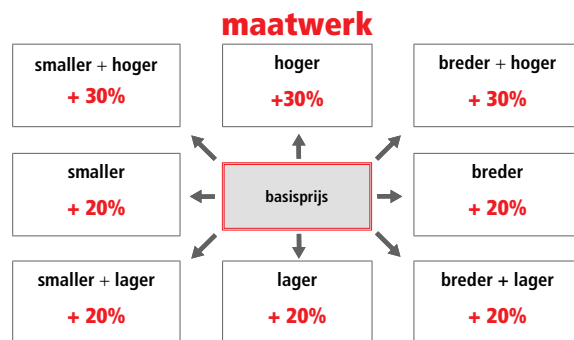 maatwerk
smaller + hoger
+ 30%
hoger
+30%
breder + hoger
+ 30%
smaller
+ 20%
basisprijs
breder
+ 20%
smaller + lager
+ 20%
lager
+ 20%
breder + lager
+ 20%